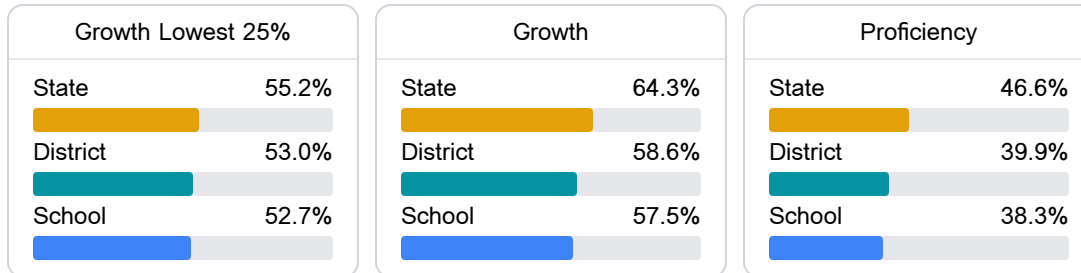 Growth Lowest 25%
State 55.2%
District 53.0%
School 52.7%
Growth
State 64.3%
District 58.6%
School 57.5%
Proficiency
State 46.6%
District 39.9%
School 38.3%